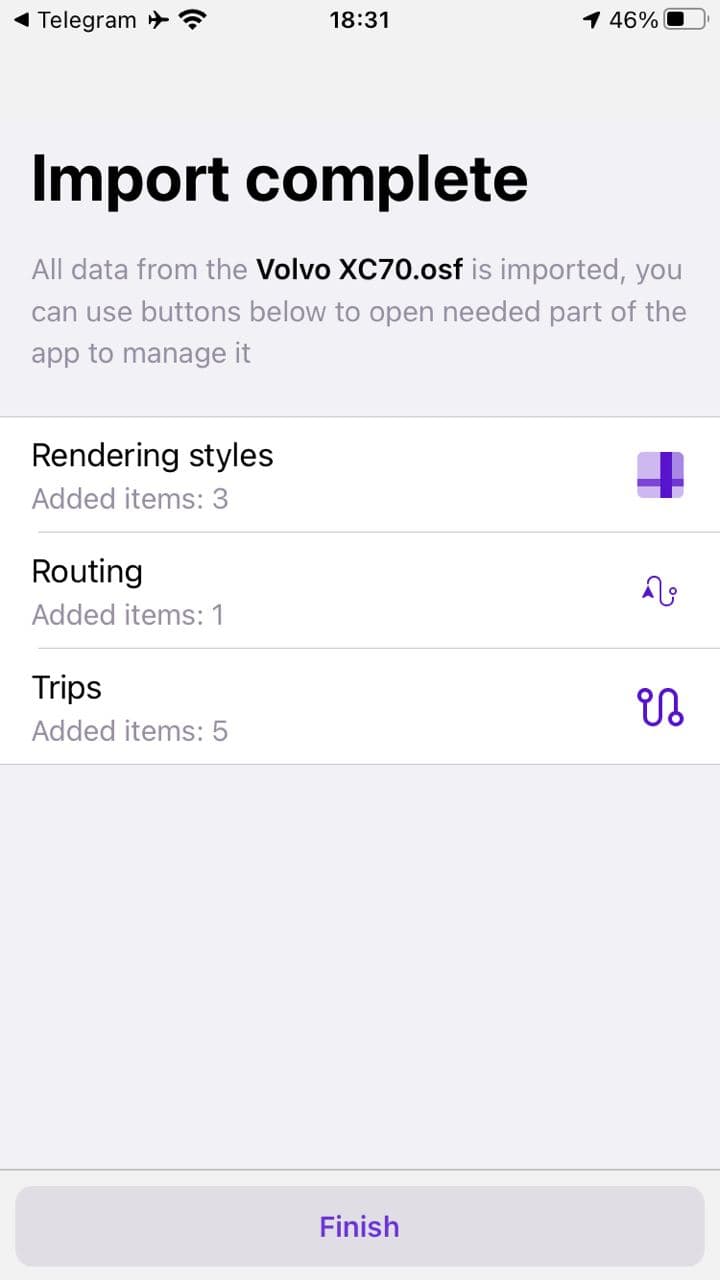 Telegram 18:31 46%
Import complete
All data from the Volvo XC70.osf is imported, you
can use buttons below to open needed part of the
app to manage it
Rendering styles
Added items: 3
Routing
Added items: 1
Trips
Added items: 5
Finish